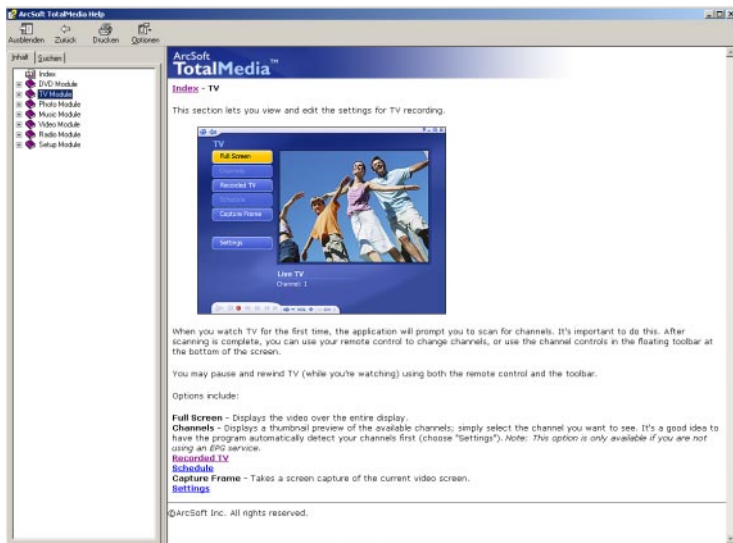 ArcSoft TotalMedia Help
Ausblenden Zurück Drucken Optionen
Inhalt Suchen
Index
DVD Module
TV Module
Photo Module
Music Module
Video Module
Radio Module
Setup Module
ArcSoft
TotalMedia™
Index - TV
This section lets you view and edit the settings for TV recording.
TV
Full Screen
Channels
Recorded TV
Schedule
Capture Frame
Settings
Live TV
Channel: 1
When you watch TV for the first time, the application will prompt you to scan for channels. It's important to do this. After
scanning is complete, you can use your remote control to change channels, or use the channel controls in the floating toolbar at
the bottom of the screen.
You may pause and rewind TV (while you're watching) using both the remote control and the toolbar.
Options include:
Full Screen - Displays the video over the entire display.
Channels - Displays a thumbnail preview of the available channels; simply select the channel you want to see. It's a good idea to
have the program automatically detect your channels first (choose "Settings"). Note: This option is only available if you are not
using an EPG service.
Recorded TV
Schedule
Capture Frame - Takes a screen capture of the current video screen.
Settings
©ArcSoft Inc. All rights reserved.